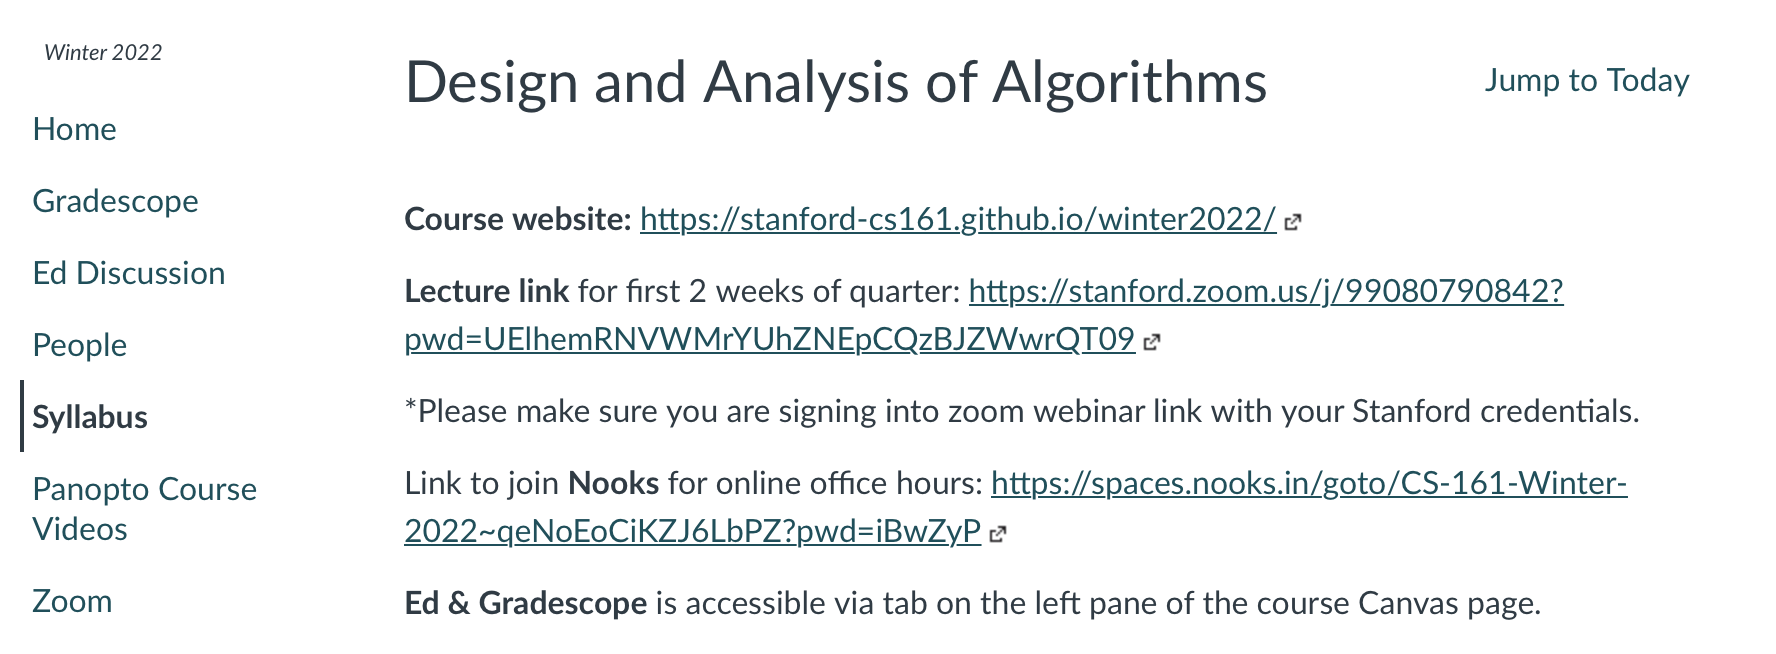 Winter 2022
Home
Gradescope
Ed Discussion
People
Syllabus
Panopto Course
Videos
Zoom
Design and Analysis of Algorithms
Jump to Today
Course website: https://stanford-cs161.github.io/winter2022/
Lecture link for first 2 weeks of quarter: https://stanford.zoom.us/j/99080790842?
pwd=UElhemRNVWMrYUhZNEpCQzBJZWwrQT09
*Please make sure you are signing into zoom webinar link with your Stanford credentials.
Link to join Nooks for online office hours: https://spaces.nooks.in/goto/CS-161-Winter-
2022~qeNoEoCiKZJ6LbPZ?pwd=iBwZyP
Ed & Gradescope is accessible via tab on the left pane of the course Canvas page.